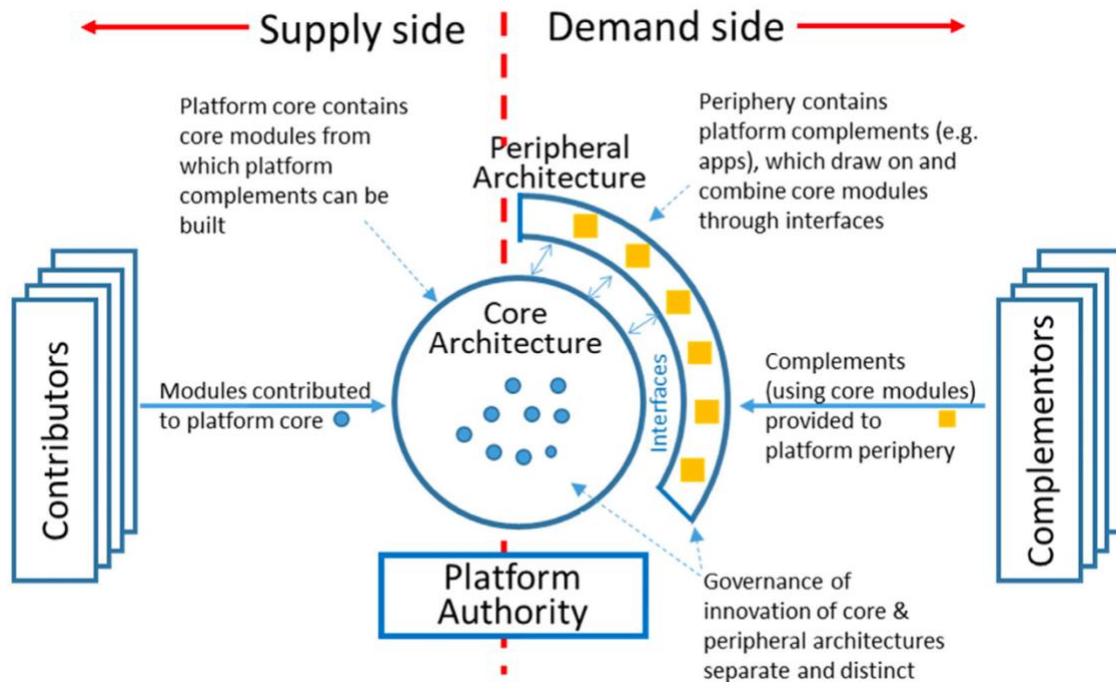 Supply side
Demand side
Platform core contains
core modules from
which platform
complements can be
built
Peripheral
Architecture
Periphery contains
platform complements (e.g.
apps), which draw on and
combine core modules
through interfaces
Contributors
Modules contributed
to platform core
Core
Architecture
Interfaces
Complements
(using core modules)
provided to
platform periphery
Complementors
Platform
Authority
Governance of
innovation of core &
peripheral architectures
separate and distinct